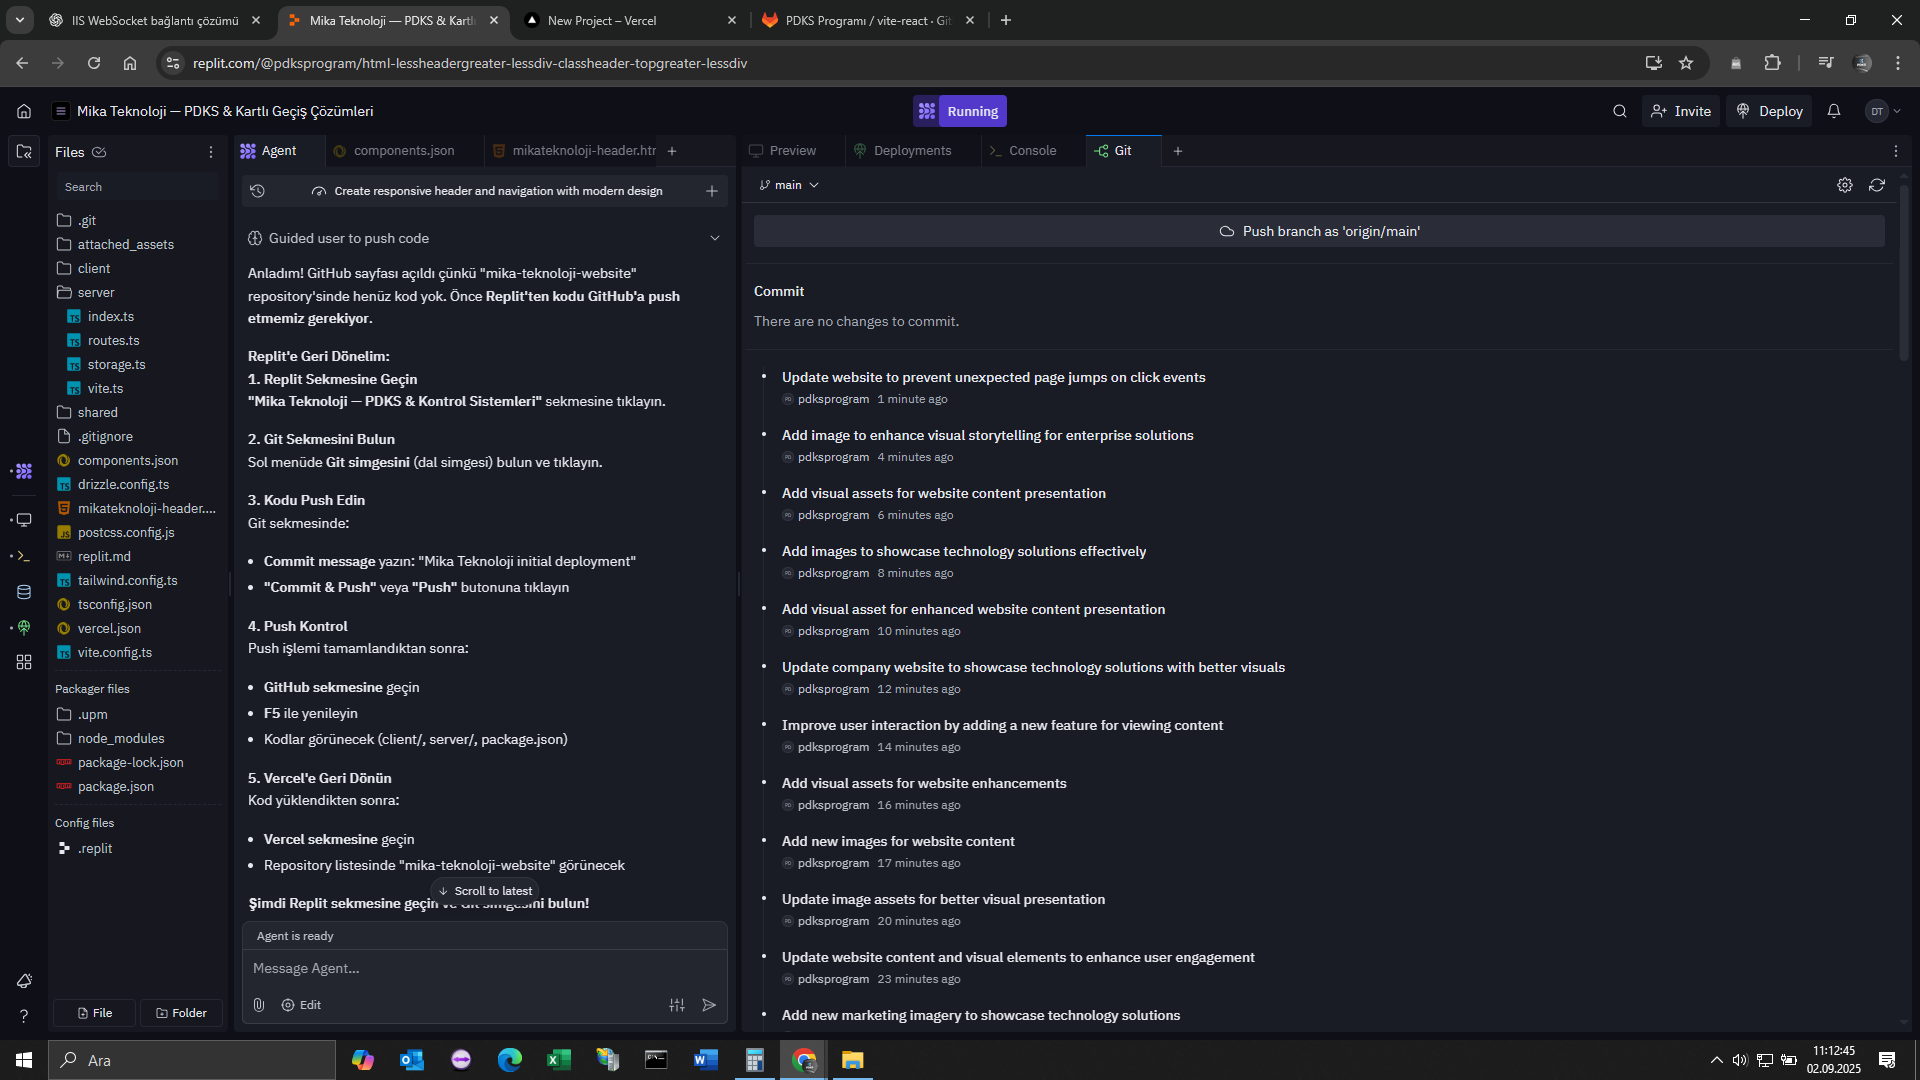 IIS WebSocket bağlantı çözümü
Mika Teknoloji — PDKS & Kartlı
New Project – Vercel
PDKS Programı / vite-react · Git
replit.com/@pdksprogram/html-lessheadergreater-lessdiv-classheader-topgreater-lessdiv
Mika Teknoloji — PDKS & Kartlı Geçiş Çözümleri
Running
Invite
Deploy
DT
Files
Search
.git
attached_assets
client
server
index.ts
routes.ts
storage.ts
vite.ts
shared
.gitignore
components.json
drizzle.config.ts
mikateknoloji-header....
postcss.config.js
replit.md
tailwind.config.ts
tsconfig.json
vercel.json
vite.config.ts
Packager files
.upm
node_modules
package-lock.json
package.json
Config files
.replit
File
Folder
Agent
components.json
mikateknoloji-header.htr
Create responsive header and navigation with modern design
Guided user to push code
Anladım! GitHub sayfası açıldı çünkü "mika-teknoloji-website"
repository'sinde henüz kod yok. Önce Replit'ten kodu GitHub'a push
etmemiz gerekiyor.
Replit'e Geri Dönelim:
1. Replit Sekmesine Geçin
"Mika Teknoloji — PDKS & Kontrol Sistemleri" sekmesine tıklayın.
2. Git Sekmesini Bulun
Sol menüde Git simgesini (dal simgesi) bulun ve tıklayın.
3. Kodu Push Edin
Git sekmesinde:
• Commit message yazın: "Mika Teknoloji initial deployment"
• "Commit & Push" veya "Push" butonuna tıklayın
4. Push Kontrol
Push işlemi tamamlandıktan sonra:
• GitHub sekmesine geçin
• F5 ile yenileyin
• Kodlar görünecek (client/, server/, package.json)
5. Vercel'e Geri Dönün
Kod yüklendikten sonra:
• Vercel sekmesine geçin
• Repository listesinde "mika-teknoloji-website" görünecek
Scroll to latest
Şimdi Replit sekmesine geçin ve Git simgesini bulun!
Agent is ready
Message Agent...
Edit
Preview
Deployments
Console
Git
main
Push branch as 'origin/main'
Commit
There are no changes to commit.
Update website to prevent unexpected page jumps on click events
pdksprogram 1 minute ago
Add image to enhance visual storytelling for enterprise solutions
pdksprogram 4 minutes ago
Add visual assets for website content presentation
pdksprogram 6 minutes ago
Add images to showcase technology solutions effectively
pdksprogram 8 minutes ago
Add visual asset for enhanced website content presentation
pdksprogram 10 minutes ago
Update company website to showcase technology solutions with better visuals
pdksprogram 12 minutes ago
Improve user interaction by adding a new feature for viewing content
pdksprogram 14 minutes ago
Add visual assets for website enhancements
pdksprogram 16 minutes ago
Add new images for website content
pdksprogram 17 minutes ago
Update image assets for better visual presentation
pdksprogram 20 minutes ago
Update website content and visual elements to enhance user engagement
pdksprogram 23 minutes ago
Add new marketing imagery to showcase technology solutions
Ara
11:12:45
02.09.2025